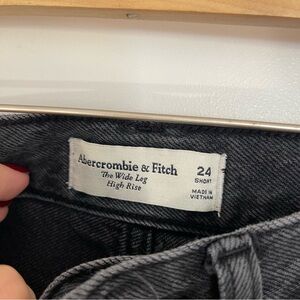 Abercrombie & Fitch
The Wide Leg
High Rise
24
SHORT
MADE IN
VIETNAM